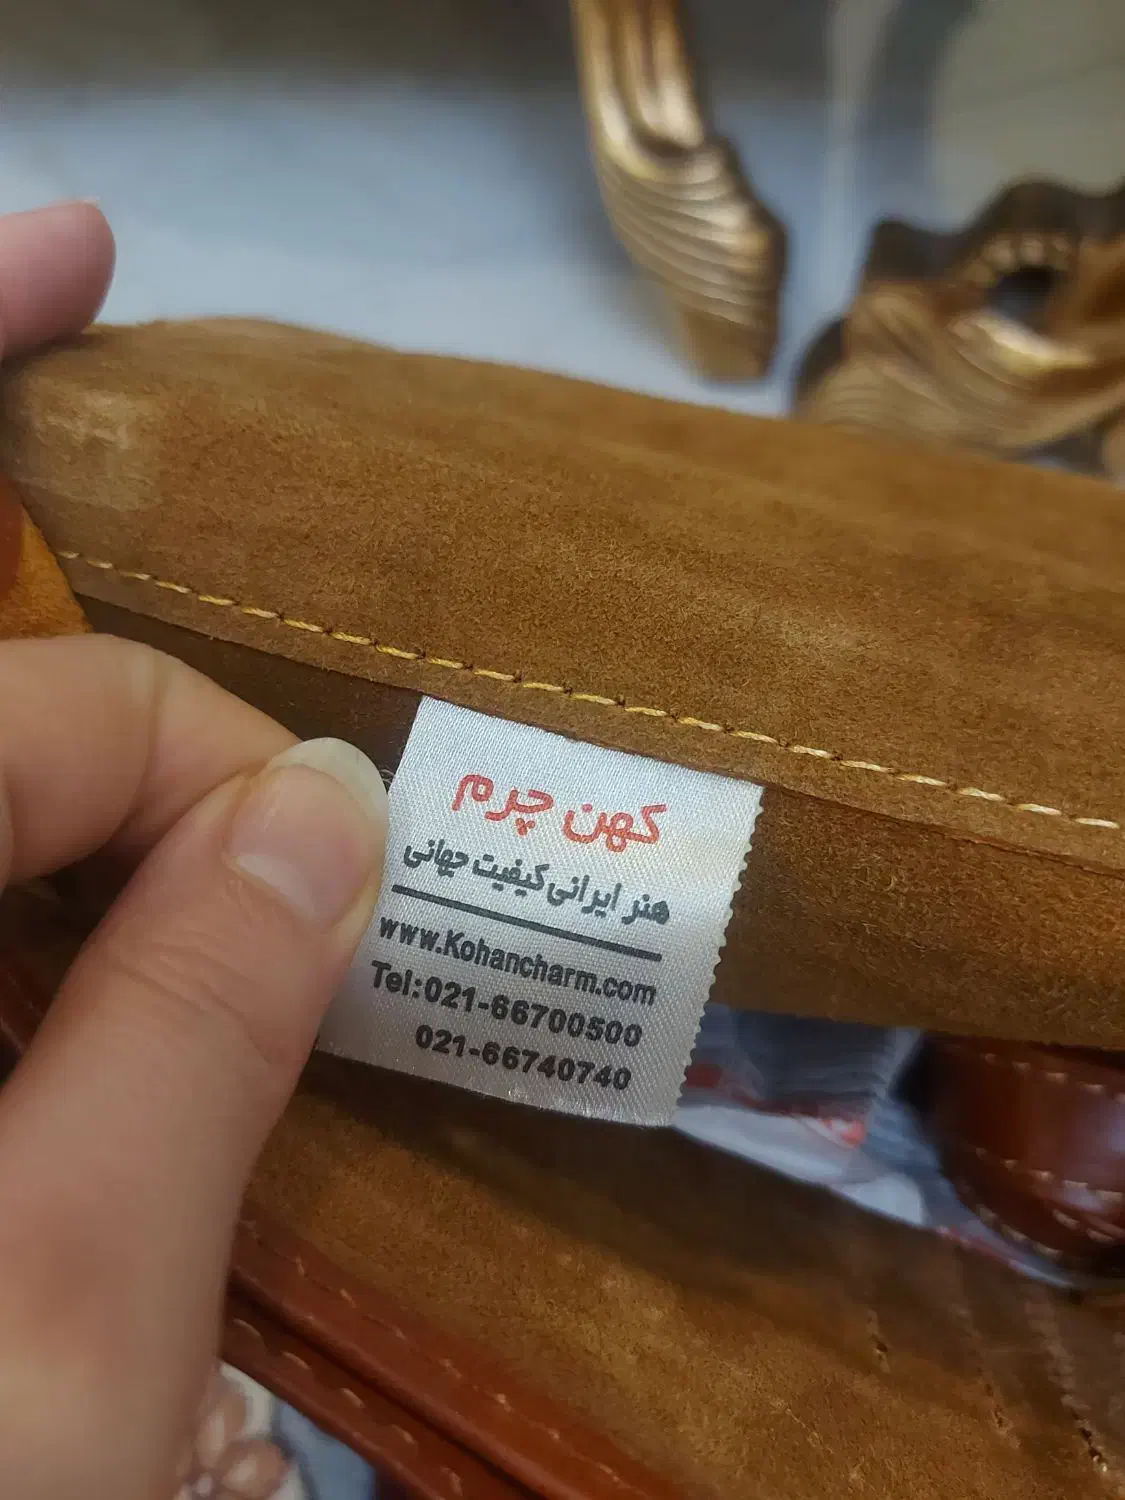 کهن چرم
هنر ایرانی کیفیت جهانی
www.Kohancharm.com
Tel:021-66700500
021-66740740